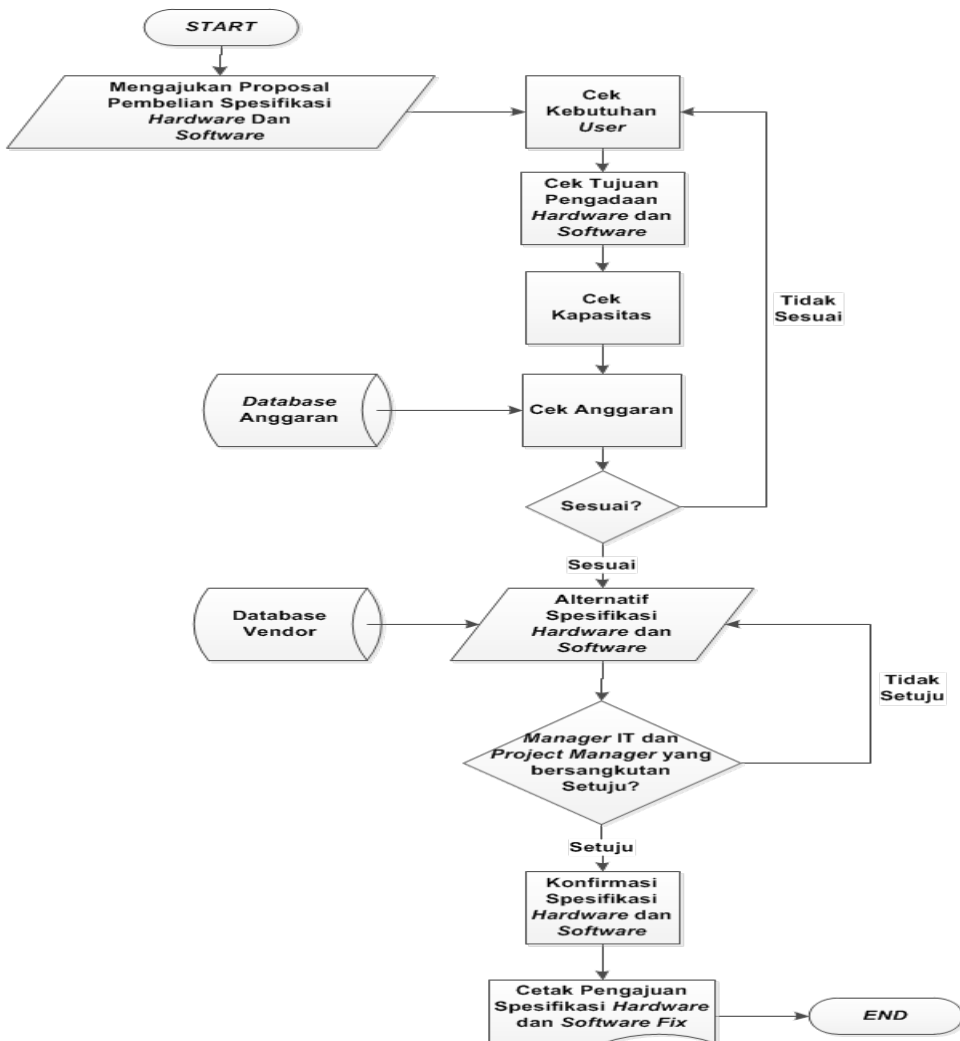 START
Mengajukan Proposal
Pembelian Spesifikasi
Hardware Dan
Software
Cek
Kebutuhan
User
Cek Tujuan
Pengadaan
Hardware dan
Software
Cek
Kapasitas
Tidak
Sesuai
Database
Anggaran
Cek Anggaran
Sesuai?
Sesuai
Database
Vendor
Alternatif
Spesifikasi
Hardware dan
Software
Tidak
Setuju
Manager IT dan
Project Manager yang
bersangkutan
Setuju?
Setuju
Konfirmasi
Spesifikasi
Hardware dan
Software
Cetak Pengajuan
Spesifikasi Hardware
dan Software Fix
END